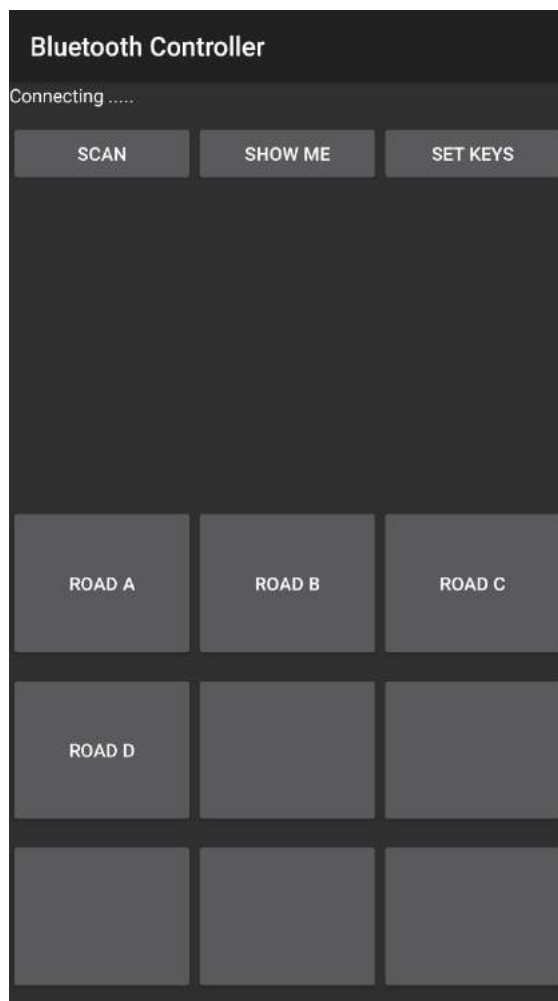 Bluetooth Controller
Connecting .....
SCAN SHOW ME SET KEYS
ROAD A ROAD B ROAD C
ROAD D